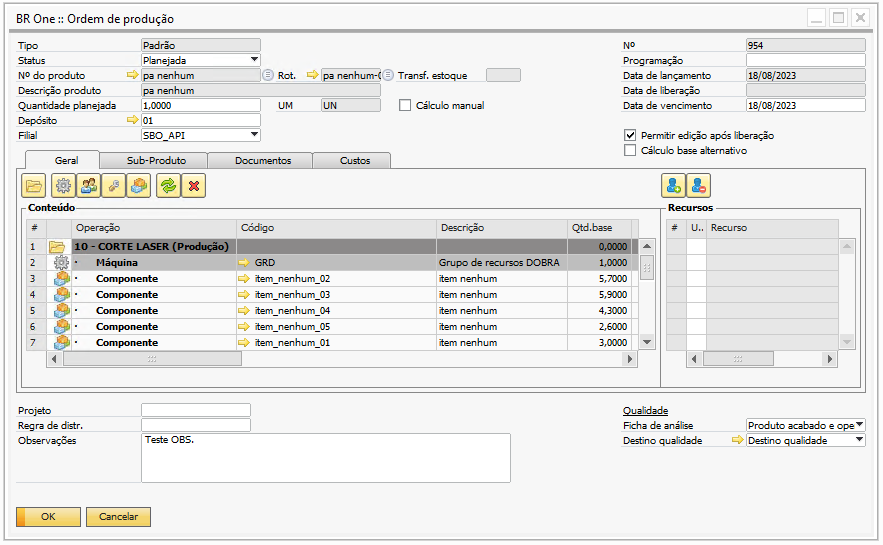 BR One :: Ordem de produção
Tipo Padrão Nº 954
Status Planejada Programação
Nº do produto pa nenhum Rot. pa nenhum-( Transf. estoque Data de lançamento 18/08/2023
Descrição produto pa nenhum Data de liberação
Quantidade planejada 1,0000 UM UN Cálculo manual Data de vencimento 18/08/2023
Depósito 01
Filial SBO_API Permitir edição após liberação
Cálculo base alternativo
Geral Sub-Produto Documentos Custos
Conteúdo Recursos
# Operação Código Descrição Qtd.base # U.. Recurso
1 10 - CORTE LASER (Produção) 0,0000
2 · Máquina GRD Grupo de recursos DOBRA 1,0000
3 · Componente item_nenhum_02 item nenhum 5,7000
4 · Componente item_nenhum_03 item nenhum 5,9000
5 · Componente item_nenhum_04 item nenhum 4,3000
6 · Componente item_nenhum_05 item nenhum 2,6000
7 · Componente item_nenhum_01 item nenhum 3,0000
Projeto Qualidade
Regra de distr. Ficha de análise Produto acabado e ope
Observações Teste OBS. Destino qualidade Destino qualidade
OK Cancelar